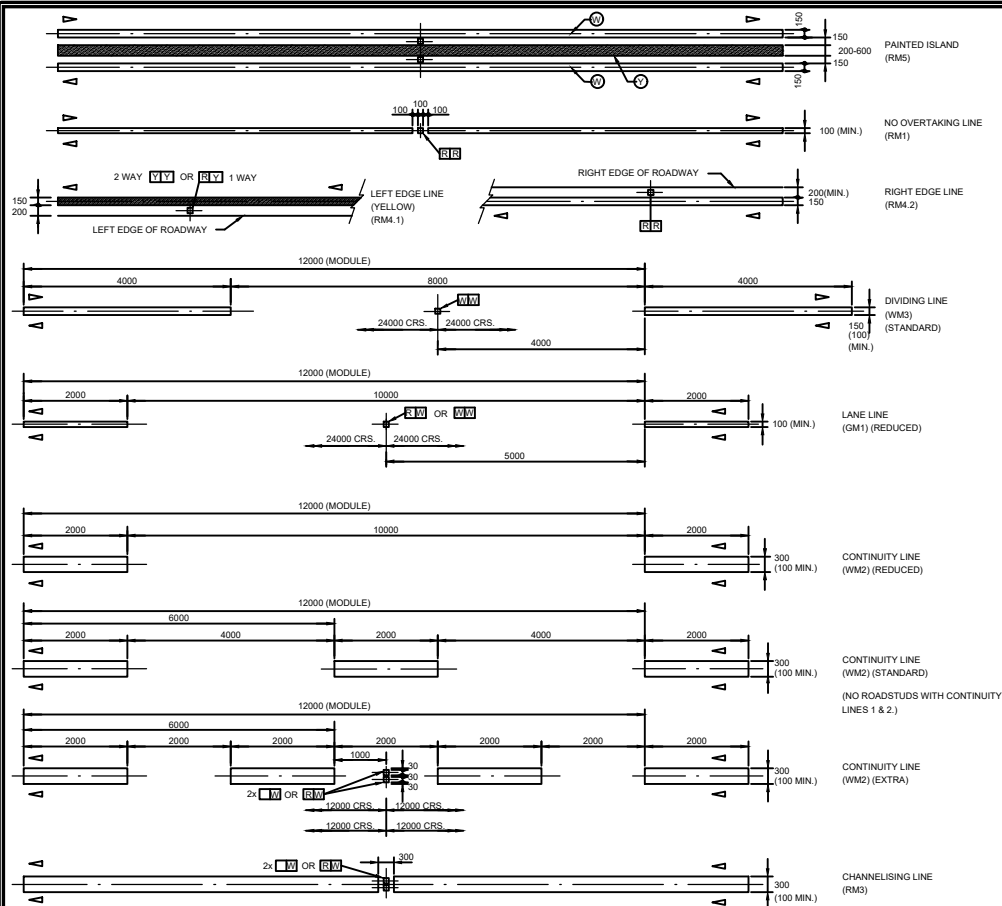 W
150
150
200-600
150
150
PAINTED ISLAND
(RM5)
W
Y
100
100
100
100 (MIN.)
NO OVERTAKING LINE
(RM1)
R R
2 WAY Y Y OR R Y 1 WAY
150
200
LEFT EDGE OF ROADWAY
LEFT EDGE LINE
(YELLOW)
(RM4.1)
RIGHT EDGE OF ROADWAY
200(MIN.)
150
RIGHT EDGE LINE
(RM4.2)
R R
12000 (MODULE)
4000
8000
4000
W W
24000 CRS.
24000 CRS.
4000
150
(100)
(MIN.)
DIVIDING LINE
(WM3)
(STANDARD)
12000 (MODULE)
2000
10000
2000
R W OR W W
24000 CRS.
24000 CRS.
5000
100 (MIN.)
LANE LINE
(GM1) (REDUCED)
12000 (MODULE)
2000
10000
2000
300
(100 MIN.)
CONTINUITY LINE
(WM2) (REDUCED)
12000 (MODULE)
6000
2000
4000
2000
4000
2000
300
(100 MIN.)
CONTINUITY LINE
(WM2) (STANDARD)
(NO ROADSTUDS WITH CONTINUITY
LINES 1 & 2.)
12000 (MODULE)
6000
2000
2000
2000
2000
2000
2000
2000
1000
30
30
30
2x W OR R W
12000 CRS.
12000 CRS.
12000 CRS.
12000 CRS.
300
(100 MIN.)
CONTINUITY LINE
(WM2) (EXTRA)
2x W OR R W
300
300
(100 MIN.)
CHANNELISING LINE
(RM3)